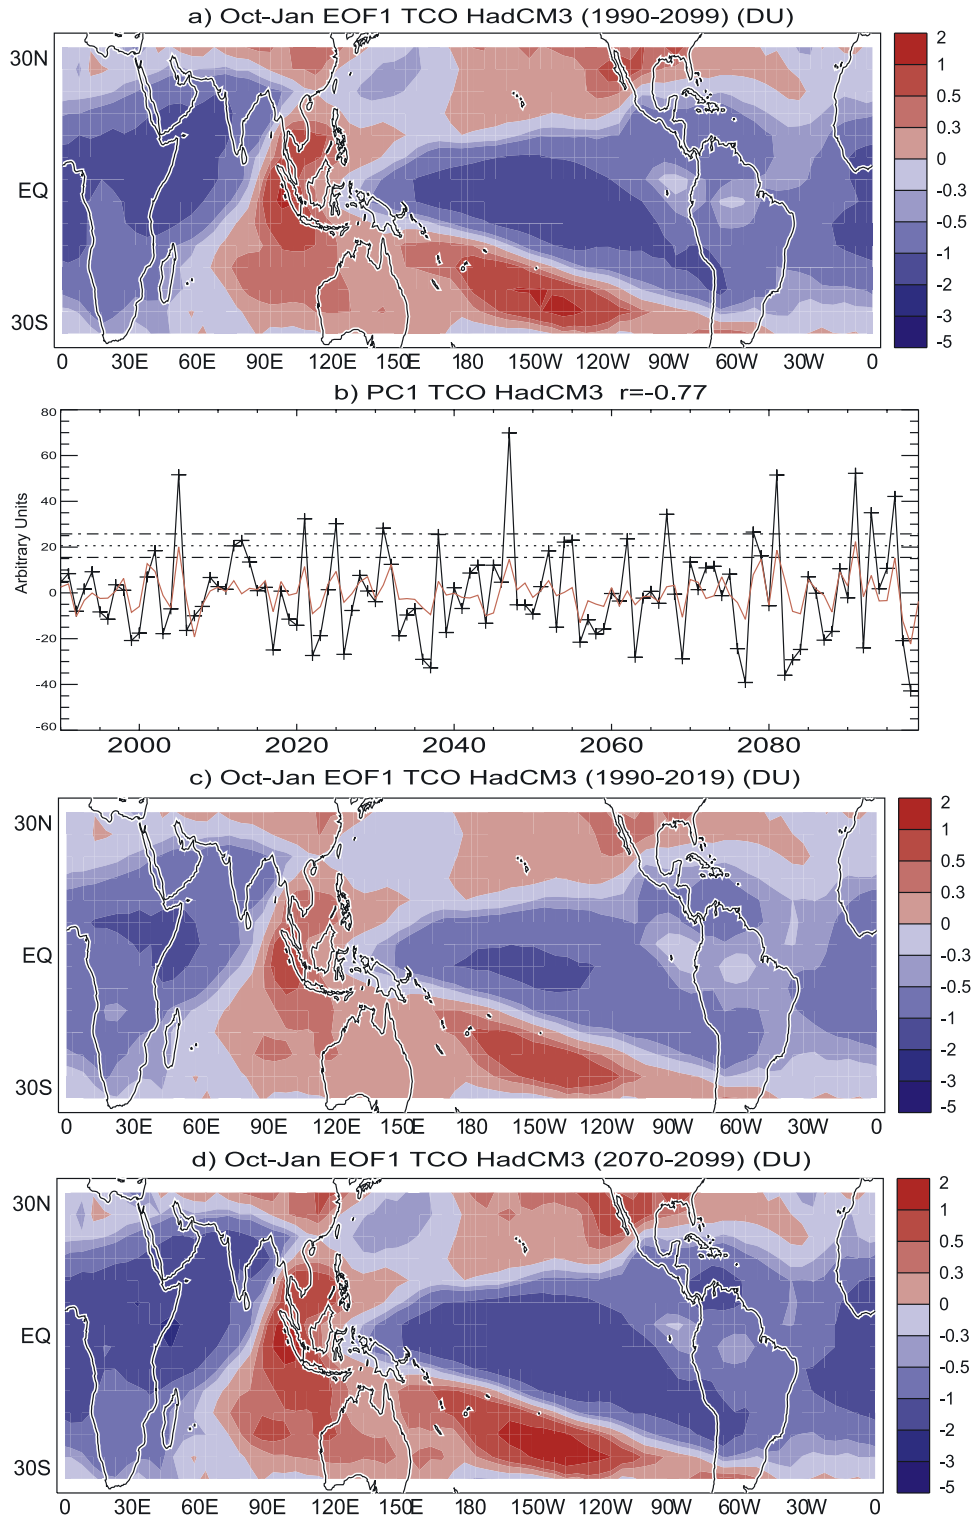 a) Oct-Jan EOF1 TCO HadCM3 (1990-2099) (DU)
30N
EQ
30S
0 30E 60E 90E 120E 150E 180 150W 120W 90W 60W 30W 0
2
1
0.5
0.3
0
-0.3
-0.5
-1
-2
-3
-5
b) PC1 TCO HadCM3 r=-0.77
Arbitrary Units
80
60
40
20
0
-20
-40
-60
2000 2020 2040 2060 2080
c) Oct-Jan EOF1 TCO HadCM3 (1990-2019) (DU)
30N
EQ
30S
0 30E 60E 90E 120E 150E 180 150W 120W 90W 60W 30W 0
2
1
0.5
0.3
0
-0.3
-0.5
-1
-2
-3
-5
d) Oct-Jan EOF1 TCO HadCM3 (2070-2099) (DU)
30N
EQ
30S
0 30E 60E 90E 120E 150E 180 150W 120W 90W 60W 30W 0
2
1
0.5
0.3
0
-0.3
-0.5
-1
-2
-3
-5